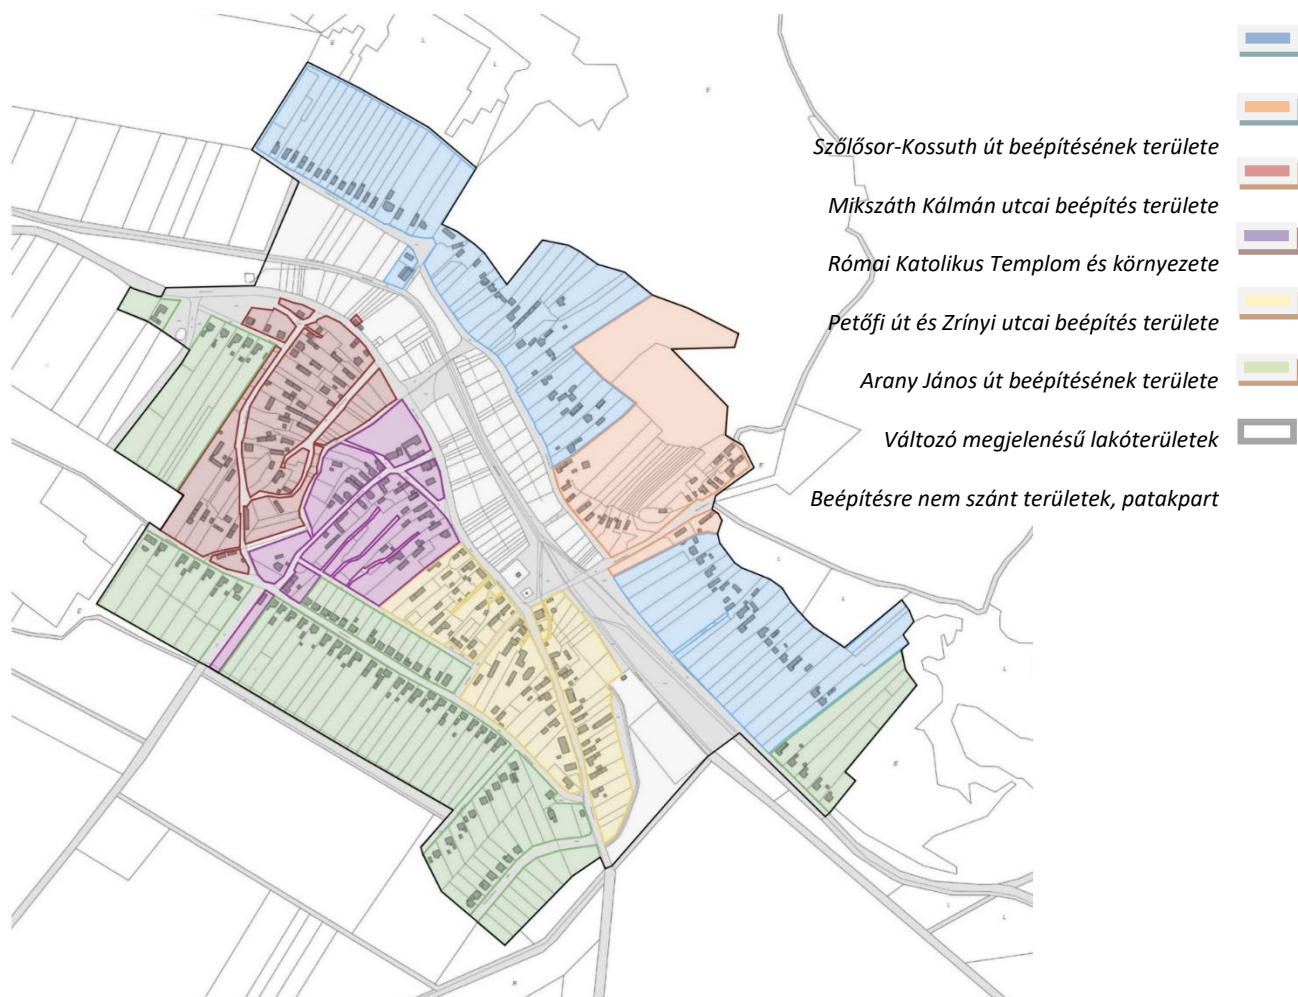 Szőlősor-Kossuth út beépítésének területe
Mikszáth Kálmán utcai beépítés területe
Római Katolikus Templom és környezete
Petőfi út és Zrínyi utcai beépítés területe
Arany János út beépítésének területe
Változó megjelenésű lakóterületek
Beépítésre nem szánt területek, patakpart